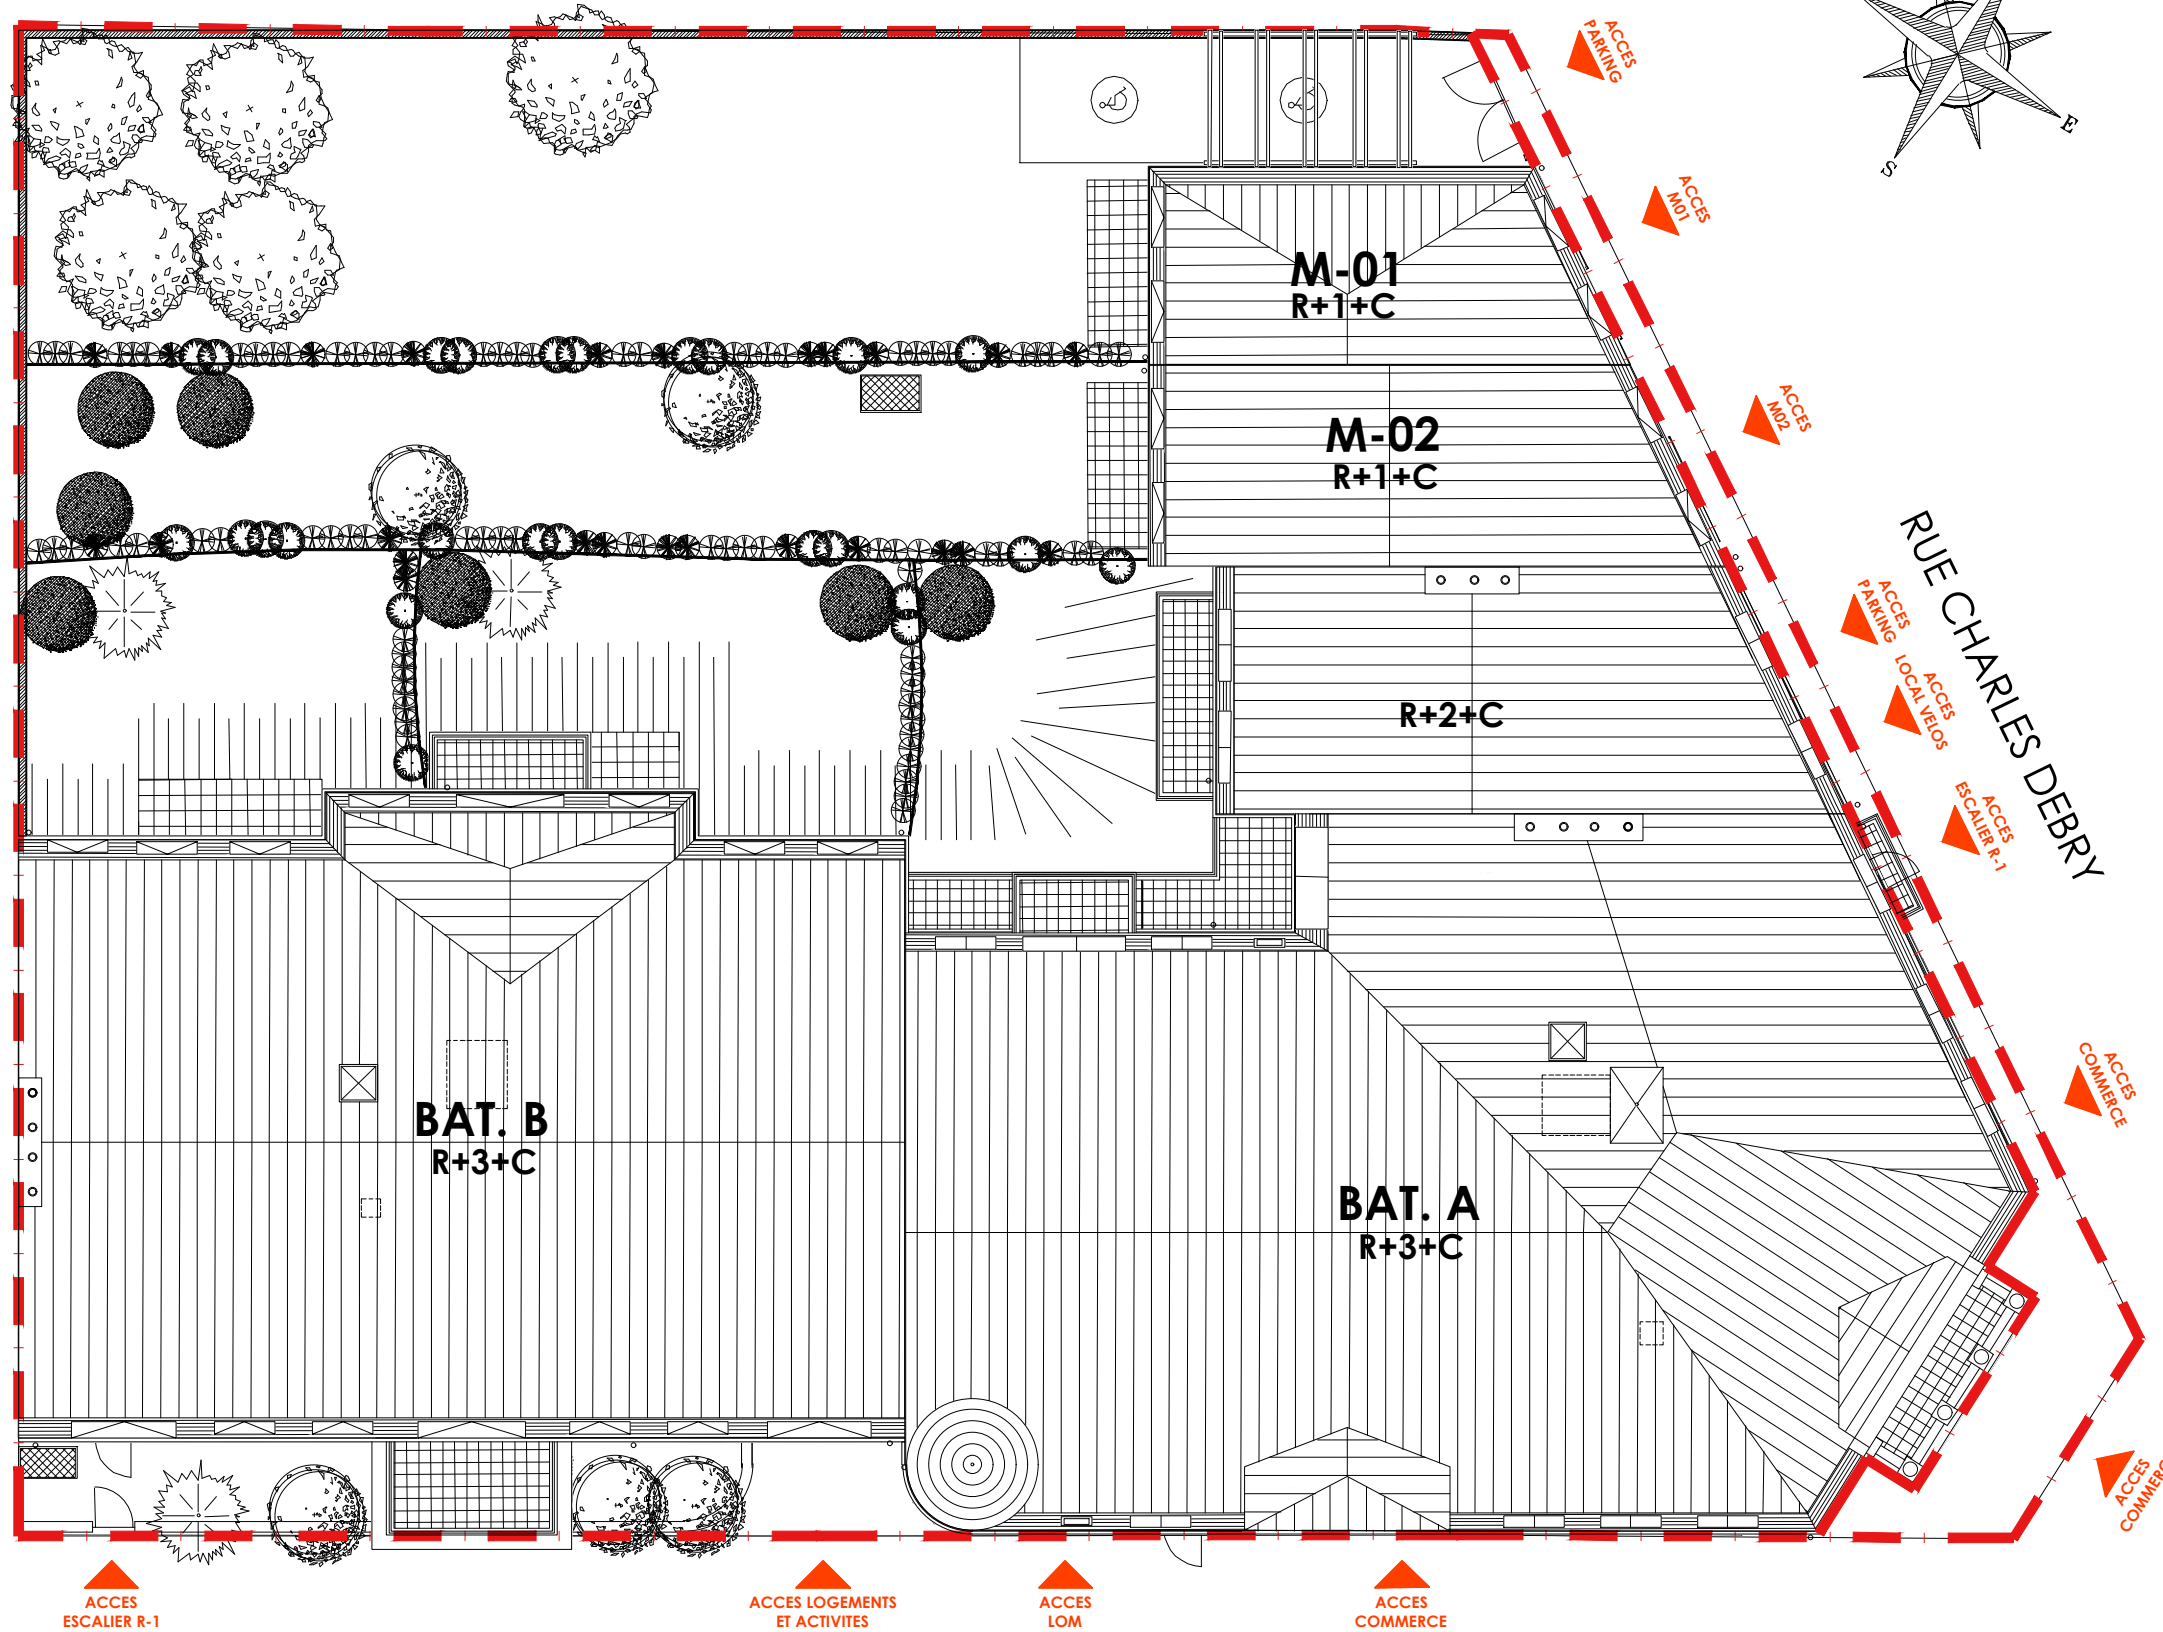 ACCES
PARKING
E
S
ACCES
M01
M-01
R+1+C
ACCES
M02
M-02
R+1+C
RUE CHARLES DEBRY
ACCES
PARKING
ACCES
LOCAL VELOS
R+2+C
ACCES
ESCALIER R-1
ACCES
COMMERCE
BAT. B
R+3+C
BAT. A
R+3+C
ACCES
ACCES
ESCALIER R-1
ACCES LOGEMENTS
ET ACTIVITES
ACCES
LOM
ACCES
COMMERCE